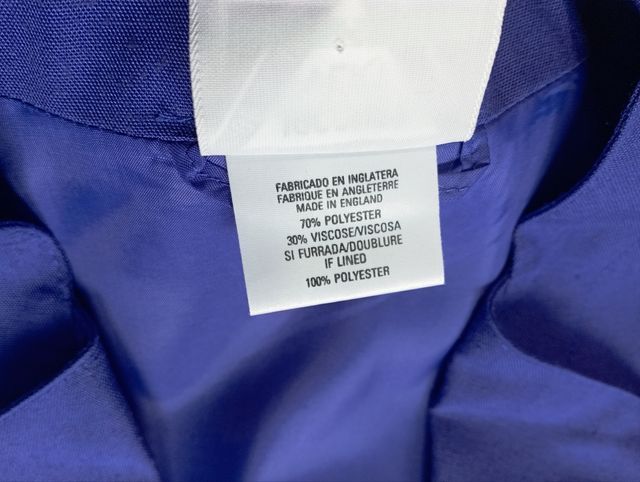 FABRICADO EN INGLATERA
FABRIQUE EN ANGLETERRE
MADE IN ENGLAND
70% POLYESTER
30% VISCOSE/VISCOSA
SI FURRADA/DOUBLURE
IF LINED
100% POLYESTER